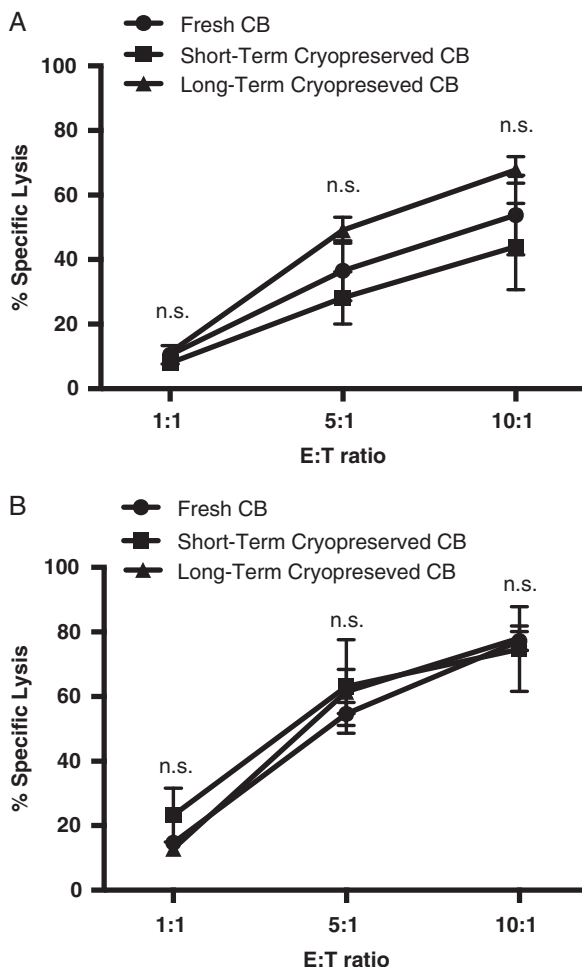 A
Fresh CB
Short-Term Cryopreserved CB
Long-Term Cryopreseved CB
100
80
60
40
20
0
% Specific Lysis
n.s.
n.s.
n.s.
1:1
5:1
10:1
E:T ratio
B
Fresh CB
Short-Term Cryopreserved CB
Long-Term Cryopreseved CB
100
80
60
40
20
0
% Specific Lysis
n.s.
n.s.
n.s.
1:1
5:1
10:1
E:T ratio